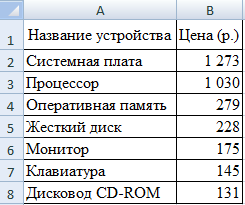 A B
1 Название устройства Цена (р.)
2 Системная плата 1 273
3 Процессор 1 030
4 Оперативная память 279
5 Жесткий диск 228
6 Монитор 175
7 Клавиатура 145
8 Дисковод CD-ROM 131